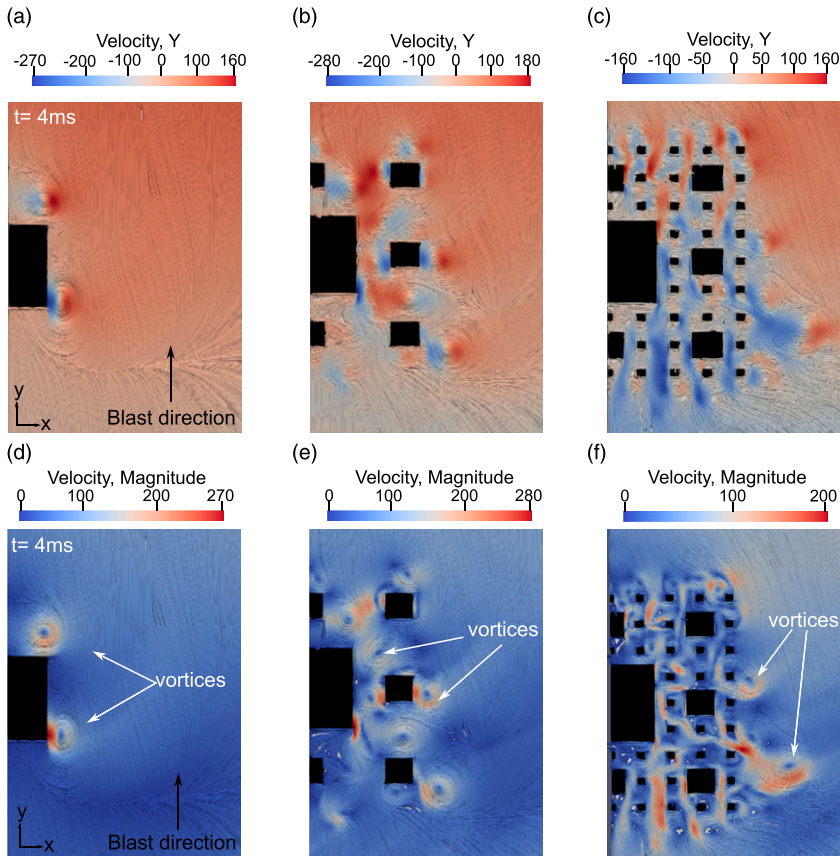 (a)
Velocity, Y
-270 -200 -100 0 100 160
t= 4ms
y
x
Blast direction
(b)
Velocity, Y
-280 -200 -100 0 100 180
(c)
Velocity, Y
-160 -100 -50 0 50 100 160
(d)
Velocity, Magnitude
0 100 200 270
t= 4ms
vortices
y
x
Blast direction
(e)
Velocity, Magnitude
0 100 200 280
vortices
(f)
Velocity, Magnitude
0 100 200
vortices